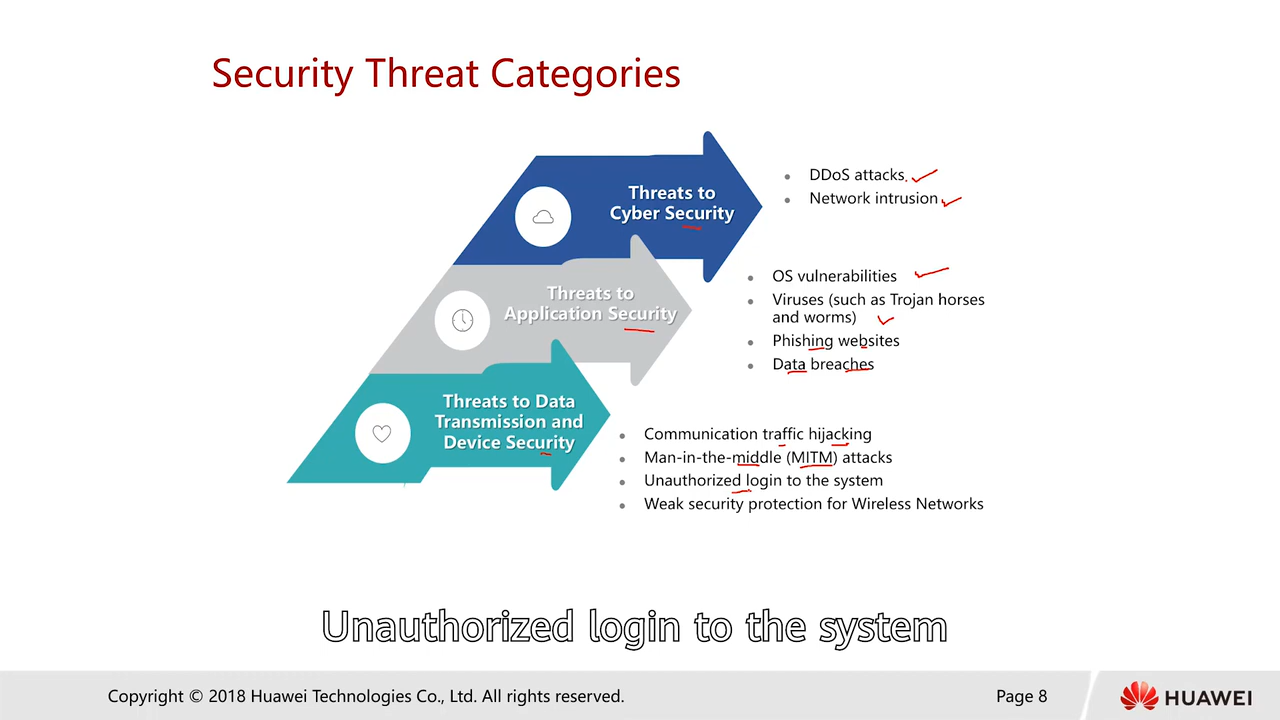 Security Threat Categories
Threats to
Cyber Security
DDoS attacks.
Network intrusion
Threats to
Application Security
OS vulnerabilities
Viruses (such as Trojan horses
and worms)
Phishing websites
Data breaches
Threats to Data
Transmission and
Device Security
Communication traffic hijacking
Man-in-the-middle (MITM) attacks
Unauthorized login to the system
Weak security protection for Wireless Networks
Unauthorized login to the system
Copyright © 2018 Huawei Technologies Co., Ltd. All rights reserved.
Page 8
HUAWEI